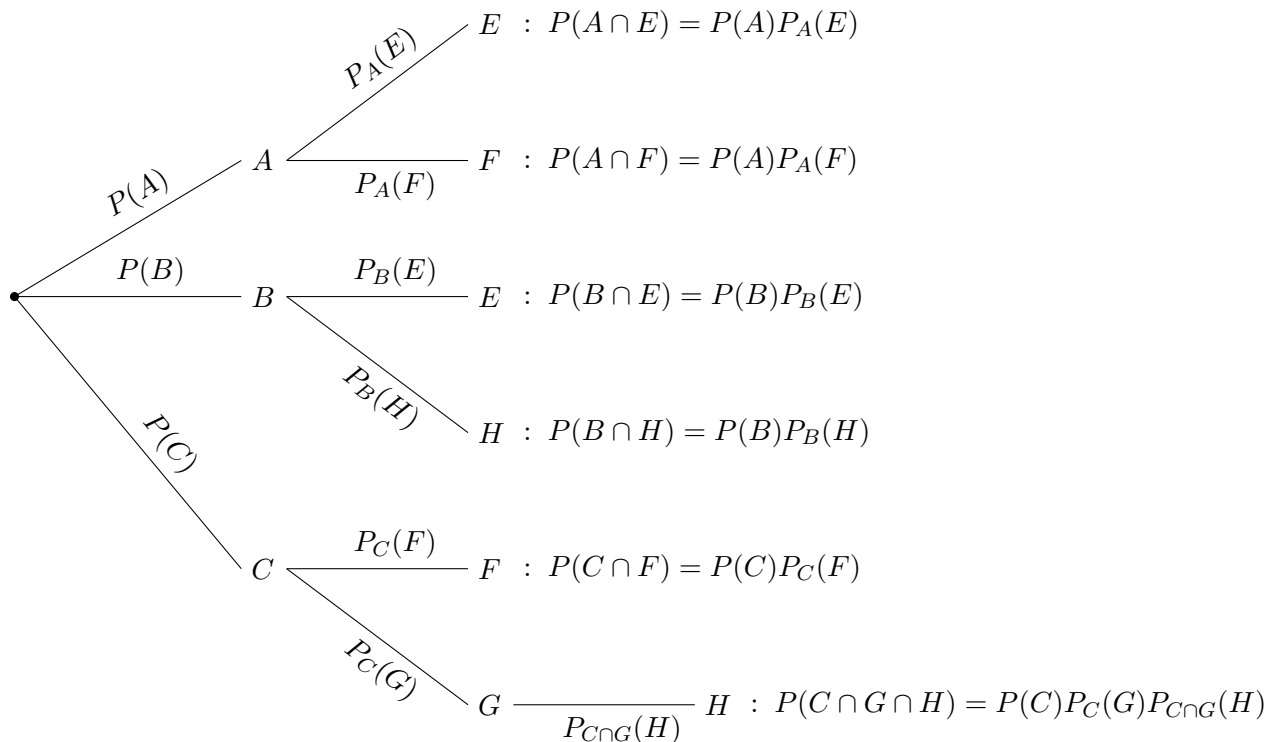 E : P(A ∩ E) = P(A)P_A(E)
P_A(E)
P(A)
A
F : P(A ∩ F) = P(A)P_A(F)
P_A(F)
P(B)
B
P_B(E)
E : P(B ∩ E) = P(B)P_B(E)
P_B(H)
H : P(B ∩ H) = P(B)P_B(H)
P(C)
C
P_C(F)
F : P(C ∩ F) = P(C)P_C(F)
P_C(G)
G
P_{C∩G}(H)
H : P(C ∩ G ∩ H) = P(C)P_C(G)P_{C∩G}(H)